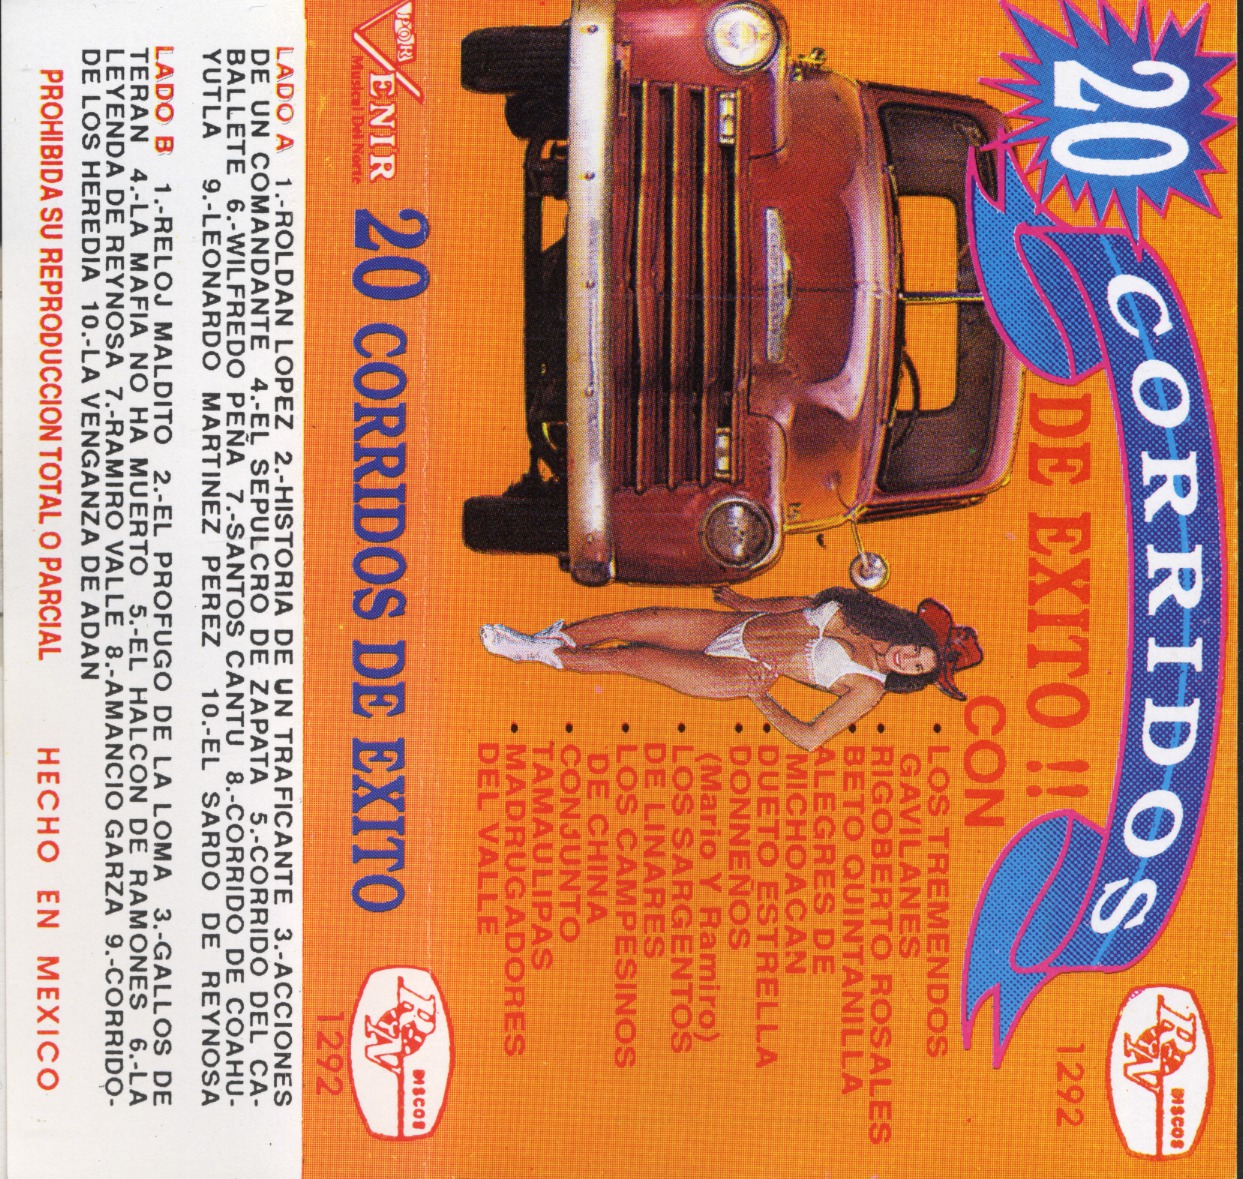 20
CORRIDOS
DE EXITO !!
CON
• LOS TREMENDOS
GAVILANES
• RIGOBERTO ROSALES
• BETO QUINTANILLA
ALEGRES DE
MICHOACAN
• DUETO ESTRELLA
• DONNEÑOS
(Mario Y Ramiro)
• LOS SARGENTOS
DE LINARES
• LOS CAMPESINOS
DE CHINA
• CONJUNTO
TAMAULIPAS
• MADRUGADORES
DEL VALLE
DISCOS
RyN
1292
POR VENIR
Musical Del Norte
20 CORRIDOS DE EXITO
DISCOS
RyN
1292
LADO A 1.-ROLDAN LOPEZ 2.-HISTORIA DE UN TRAFICANTE 3.-ACCIONES
DE UN COMANDANTE 4.-EL SEPULCRO DE ZAPATA 5.-CORRIDO DEL CA-
BALLETE 6.-WILFREDO PEÑA 7.-SANTOS CANTU 8.-CORRIDO DE COAHU-
YUTLA 9.-LEONARDO MARTINEZ PEREZ 10.-EL SARDO DE REYNOSA
LADO B 1.-RELOJ MALDITO 2.-EL PROFUGO DE LA LOMA 3.-GALLOS DE
TERAN 4.-LA MAFIA NO HA MUERTO 5.-EL HALCON DE RAMONES 6.-LA
LEYENDA DE REYNOSA 7.-RAMIRO VALLE 8.-AMANCIO GARZA 9.-CORRIDO-
DE LOS HEREDIA 10.-LA VENGANZA DE ADAN
PROHIBIDA SU REPRODUCCION TOTAL O PARCIAL HECHO EN MEXICO